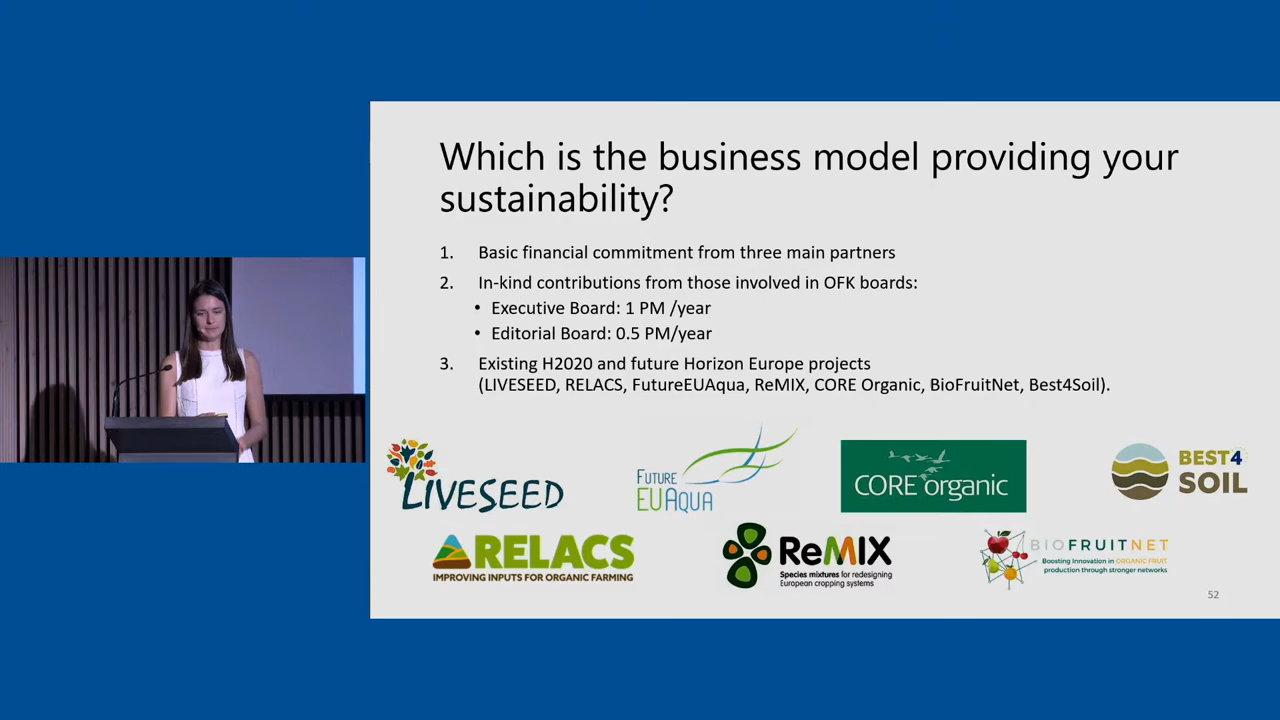 Which is the business model providing your
sustainability?
1. Basic financial commitment from three main partners
2. In-kind contributions from those involved in OFK boards:
• Executive Board: 1 PM /year
• Editorial Board: 0.5 PM/year
3. Existing H2020 and future Horizon Europe projects
(LIVESEED, RELACS, FutureEUAqua, ReMIX, CORE Organic, BioFruitNet, Best4Soil).
LIVESEED
FUTURE
EUAQUA
CORE organic
BEST4
SOIL
RELACS
IMPROVING INPUTS FOR ORGANIC FARMING
ReMIX
Species mixtures for redesigning
European cropping systems
BIOFRUITNET
Boosting Innovation in ORGANIC FRUIT
production through stronger networks
52